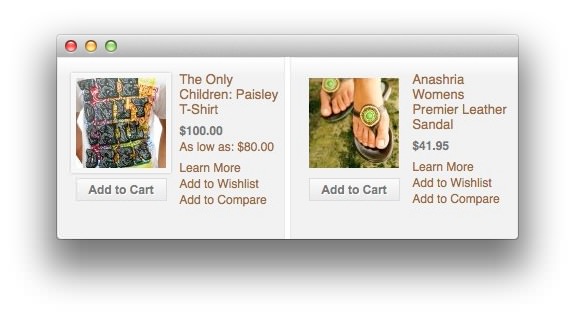 The Only
Children: Paisley
T-Shirt
$100.00
As low as: $80.00
Learn More
Add to Wishlist
Add to Compare
Add to Cart
Anashria
Womens
Premier Leather
Sandal
$41.95
Learn More
Add to Wishlist
Add to Compare
Add to Cart